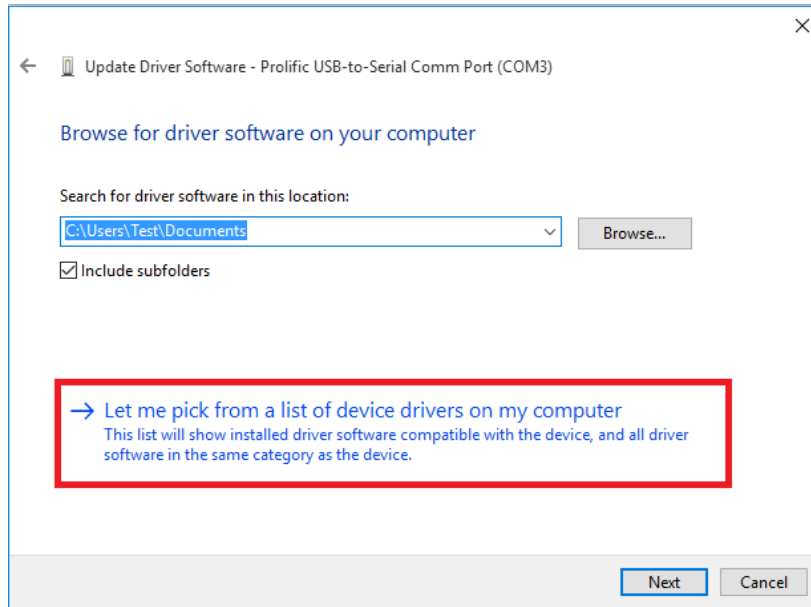 Update Driver Software - Prolific USB-to-Serial Comm Port (COM3)
Browse for driver software on your computer
Search for driver software in this location:
C:\Users\Test\Documents
Browse...
Include subfolders
Let me pick from a list of device drivers on my computer
This list will show installed driver software compatible with the device, and all driver
software in the same category as the device.
Next
Cancel